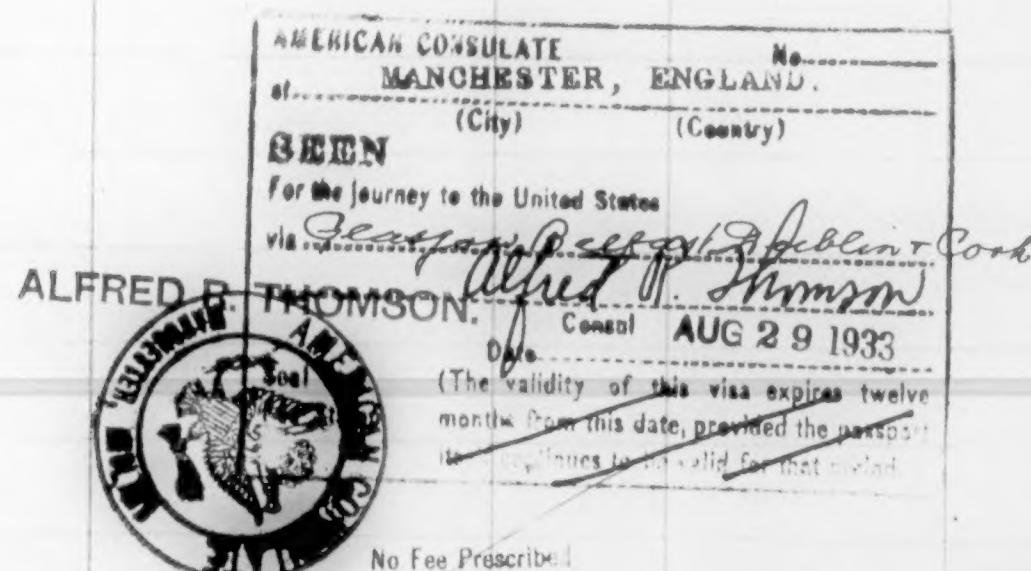 AMERICAN CONSULATE No.
at MANCHESTER, ENGLAND.
(City) (Country)
SEEN
For the journey to the United States
via Glasgow, Belfast, Dublin & Cork
Alfred R. Thomson
ALFRED R. THOMSON.
Consul
Date AUG 29 1933
(The validity of this visa expires twelve
months from this date, provided the passport
continues to be valid for that period.
Seal
AMERICAN
No Fee Prescribed